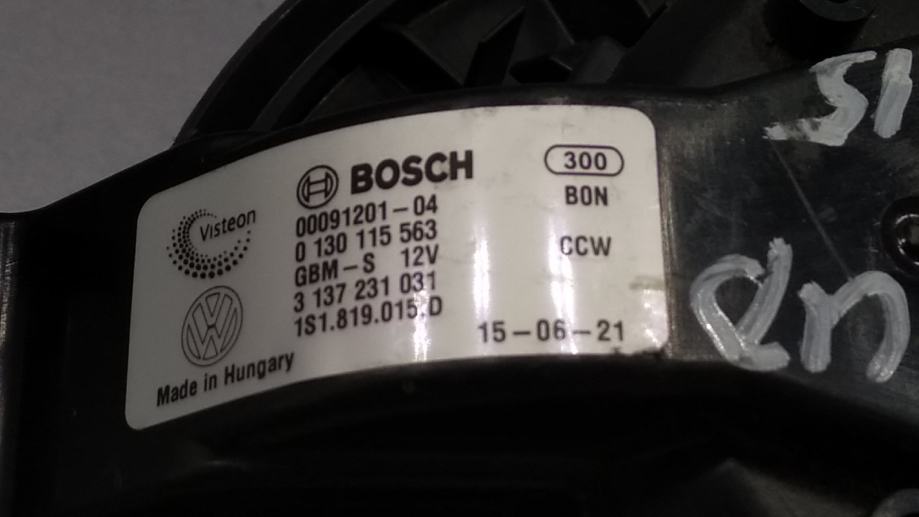 BOSCH
300
BON
CCW
Visteon
00091201-04
0 130 115 563
GBM-S 12V
3 137 231 031
1S1.819.015.D
15-06-21
Made in Hungary